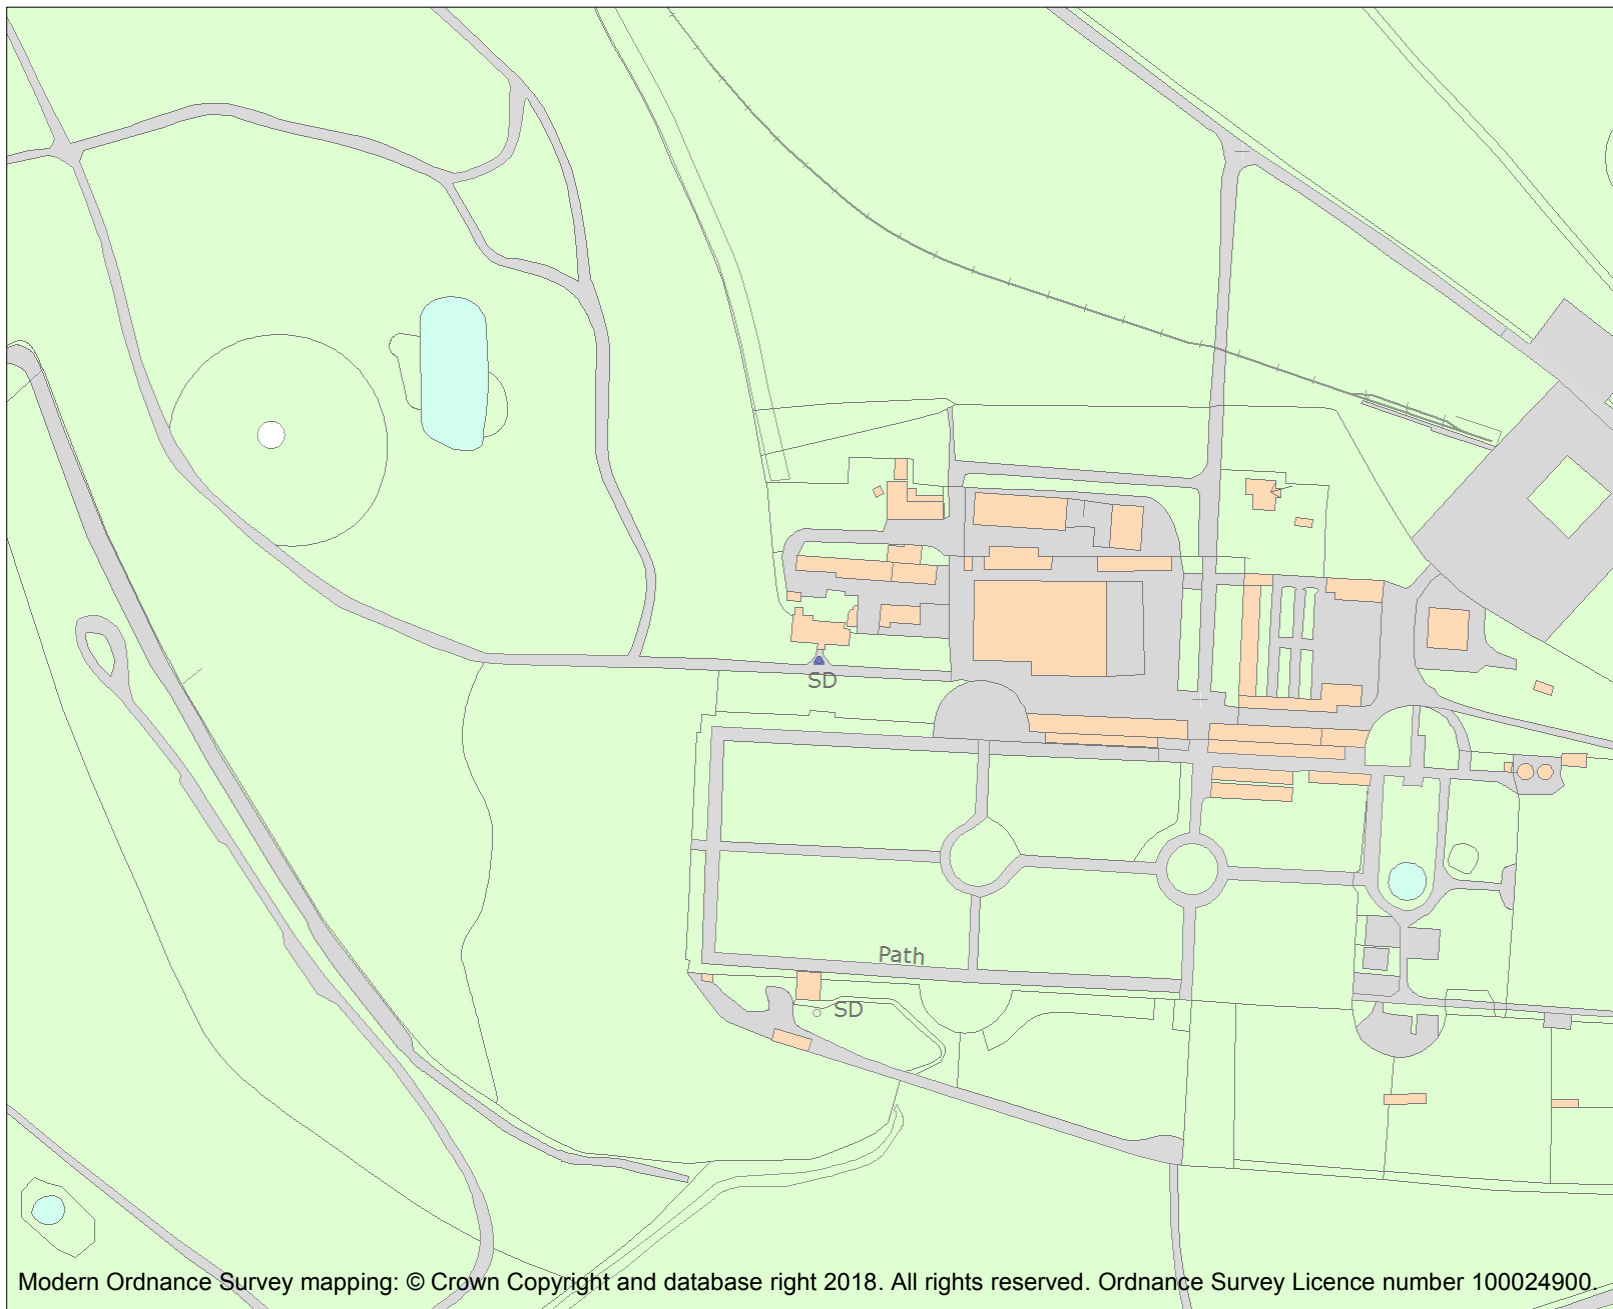 SD
Path
SD
Modern Ordnance Survey mapping: © Crown Copyright and database right 2018. All rights reserved. Ordnance Survey Licence number 100024900.